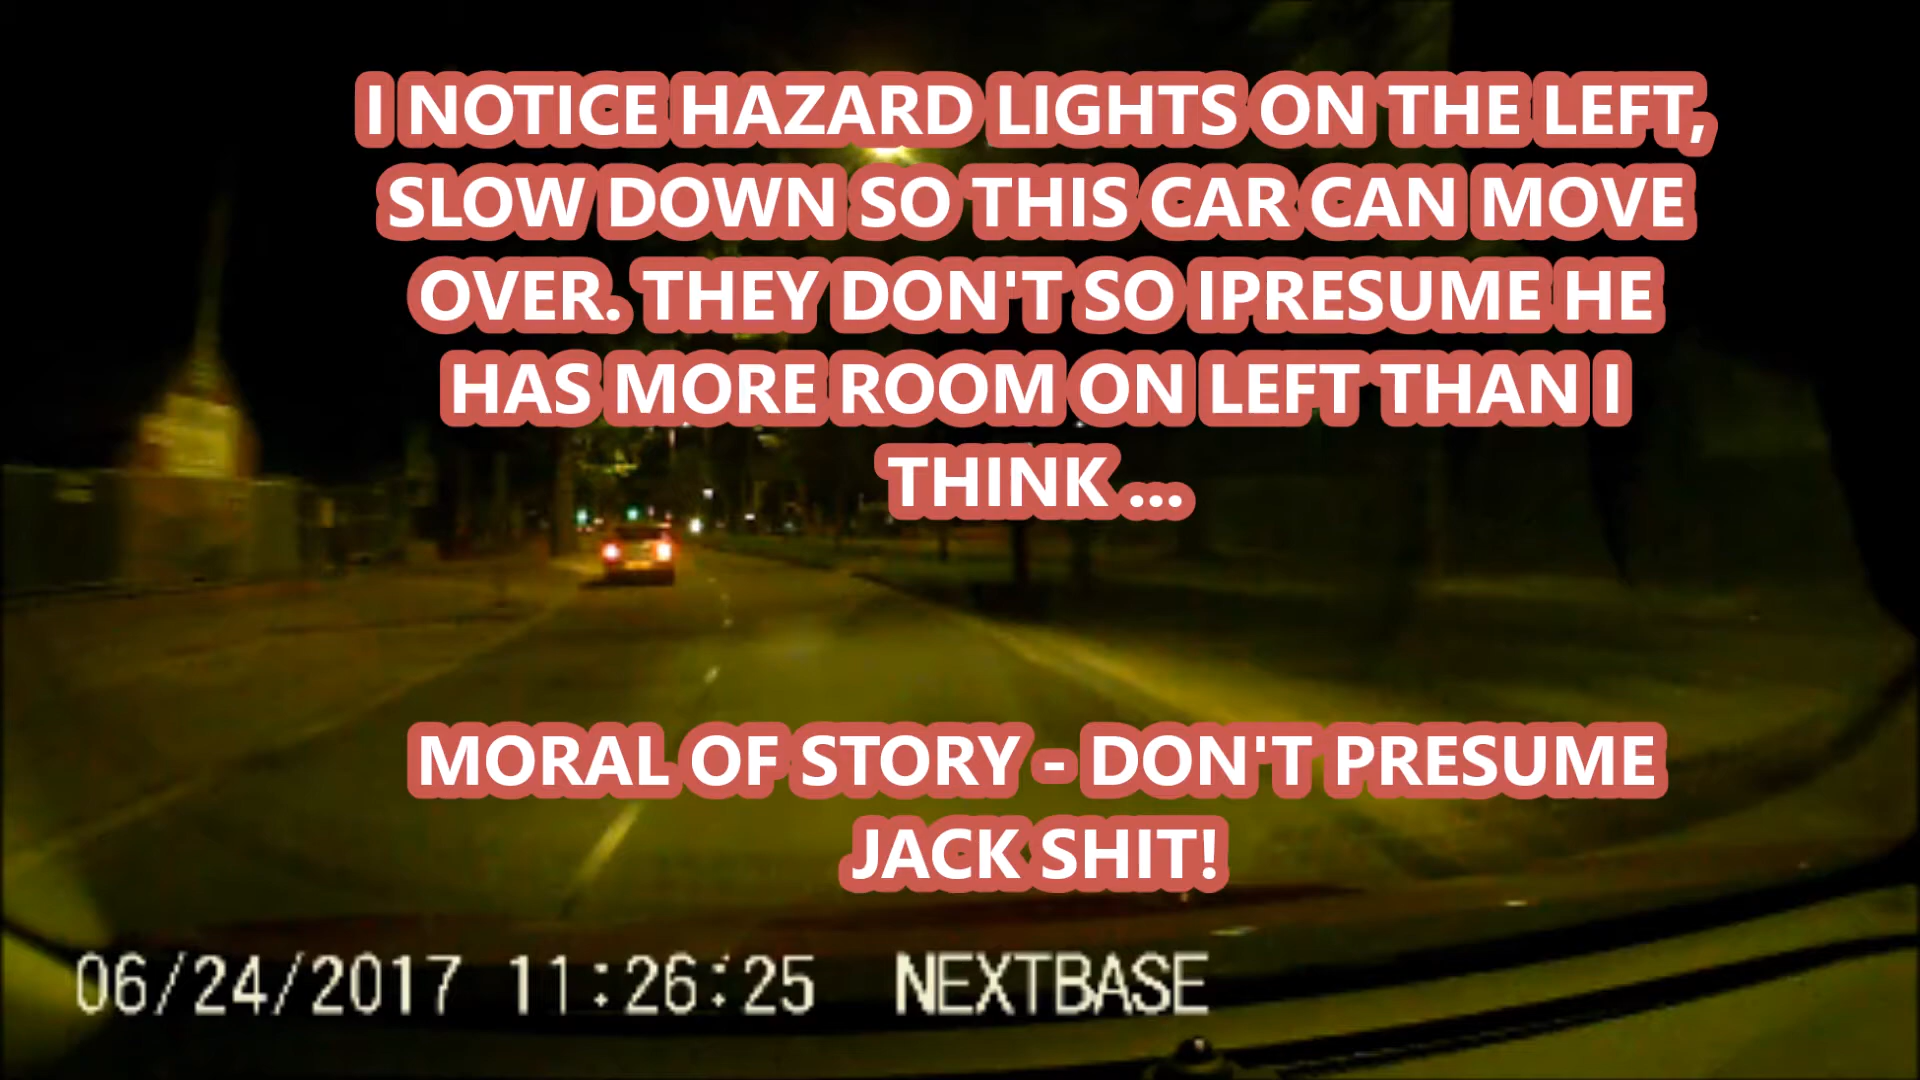 I NOTICE HAZARD LIGHTS ON THE LEFT,
SLOW DOWN SO THIS CAR CAN MOVE
OVER. THEY DON'T SO IPRESUME HE
HAS MORE ROOM ON LEFT THAN I
THINK ...
MORAL OF STORY - DON'T PRESUME
JACK SHIT!
06/24/2017 11:26:25 NEXTBASE